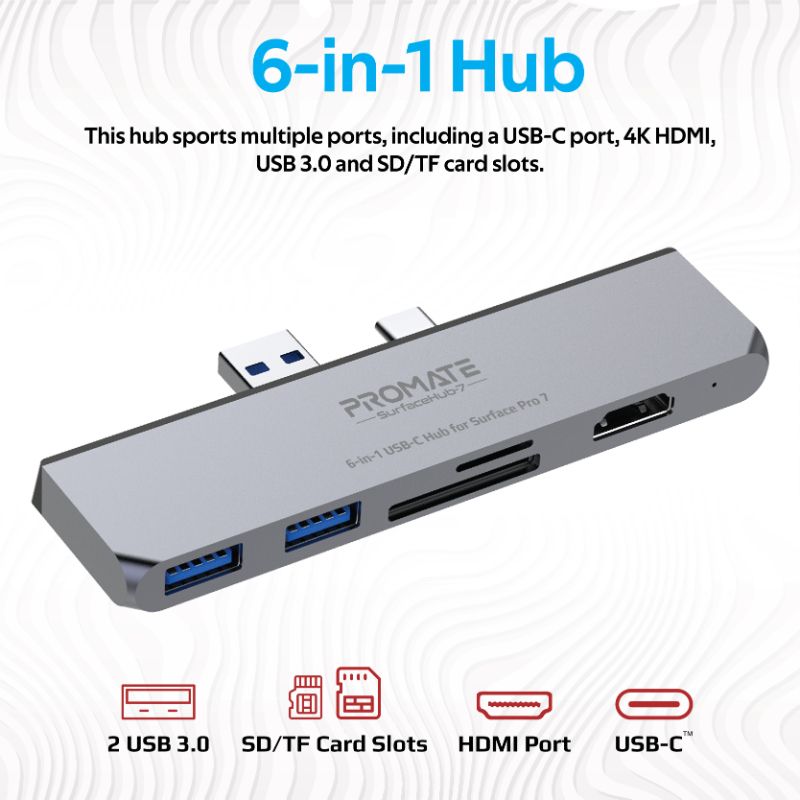 6-in-1 Hub
This hub sports multiple ports, including a USB-C port, 4K HDMI,
USB 3.0 and SD/TF card slots.
PROMATE
SurfaceHub-7
6-in-1 USB-C Hub for Surface Pro 7
2 USB 3.0
SD/TF Card Slots
HDMI Port
USB-C™